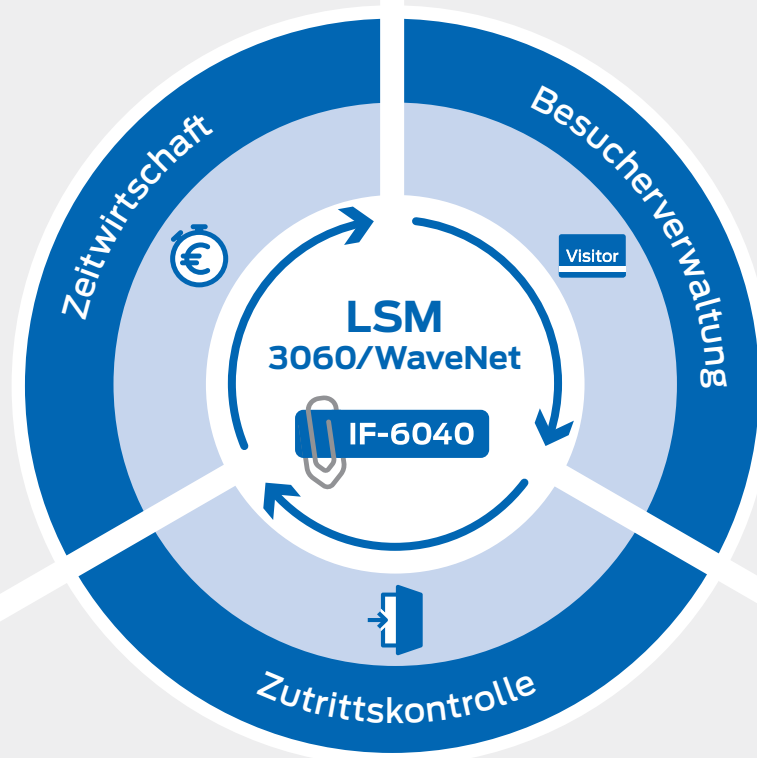 Zeitwirtschaft
Besucherverwaltung
Visitor
€
LSM
3060/WaveNet
IF-6040
Zutrittskontrolle